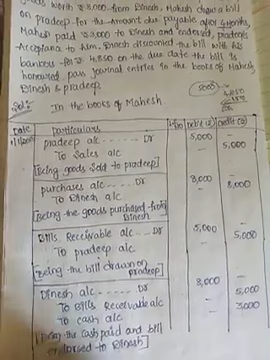 goods worth ₹ 8,000 from Dinesh. Mahesh drew a bill
on pradeep for the amount due payable after 4 months,
Mahesh paid ₹ 3,000 to Dinesh and endorsed, pradeep's
Acceptance to him. Dinesh discounted the bill with his
bankers 4,850 on the due date the bill is
honoured. pass journal entries in the books of Mahesh,
Dinesh & pradeep
5000
4850
150
In the books of Mahesh
Date Particulars Debit (₹) credit (₹)
pradeep a/c ... Dr 5,000 -
To Sales a/c - 5,000
[Being goods sold to pradeep]
purchases a/c --- Dr 8,000 -
To Dinesh a/c - 8,000
[Being the goods purchased from
Dinesh]
Bills Receivable a/c --- Dr 5,000 -
To pradeep a/c - 5,000
[Being the bill drawn on
pradeep]
Dinesh a/c ---- Dr 8,000 -
To Bills Receivable a/c - 5,000
To cash a/c - 3,000
[Being the cash paid and bill
endorsed to Dinesh]